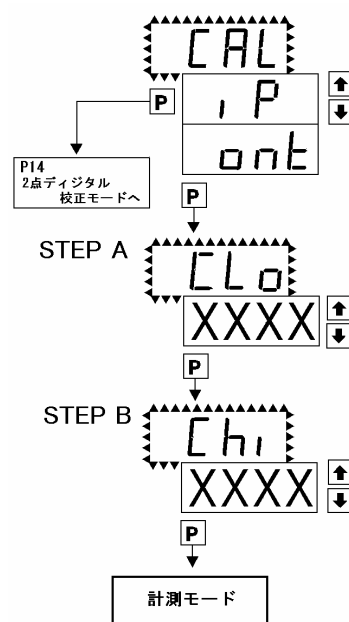 CAL
P
iP
ont
P14
2点ディジタル
校正モードへ
P
STEP A
CLo
XXXX
P
STEP B
Chi
XXXX
P
計測モード